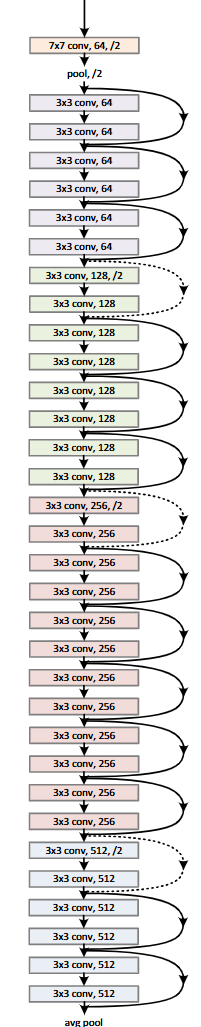 7x7 conv, 64, /2
pool, /2
3x3 conv, 64
3x3 conv, 64
3x3 conv, 64
3x3 conv, 64
3x3 conv, 64
3x3 conv, 64
3x3 conv, 128, /2
3x3 conv, 128
3x3 conv, 128
3x3 conv, 128
3x3 conv, 128
3x3 conv, 128
3x3 conv, 128
3x3 conv, 128
3x3 conv, 256, /2
3x3 conv, 256
3x3 conv, 256
3x3 conv, 256
3x3 conv, 256
3x3 conv, 256
3x3 conv, 256
3x3 conv, 256
3x3 conv, 256
3x3 conv, 256
3x3 conv, 256
3x3 conv, 256
3x3 conv, 512, /2
3x3 conv, 512
3x3 conv, 512
3x3 conv, 512
3x3 conv, 512
3x3 conv, 512
avg pool